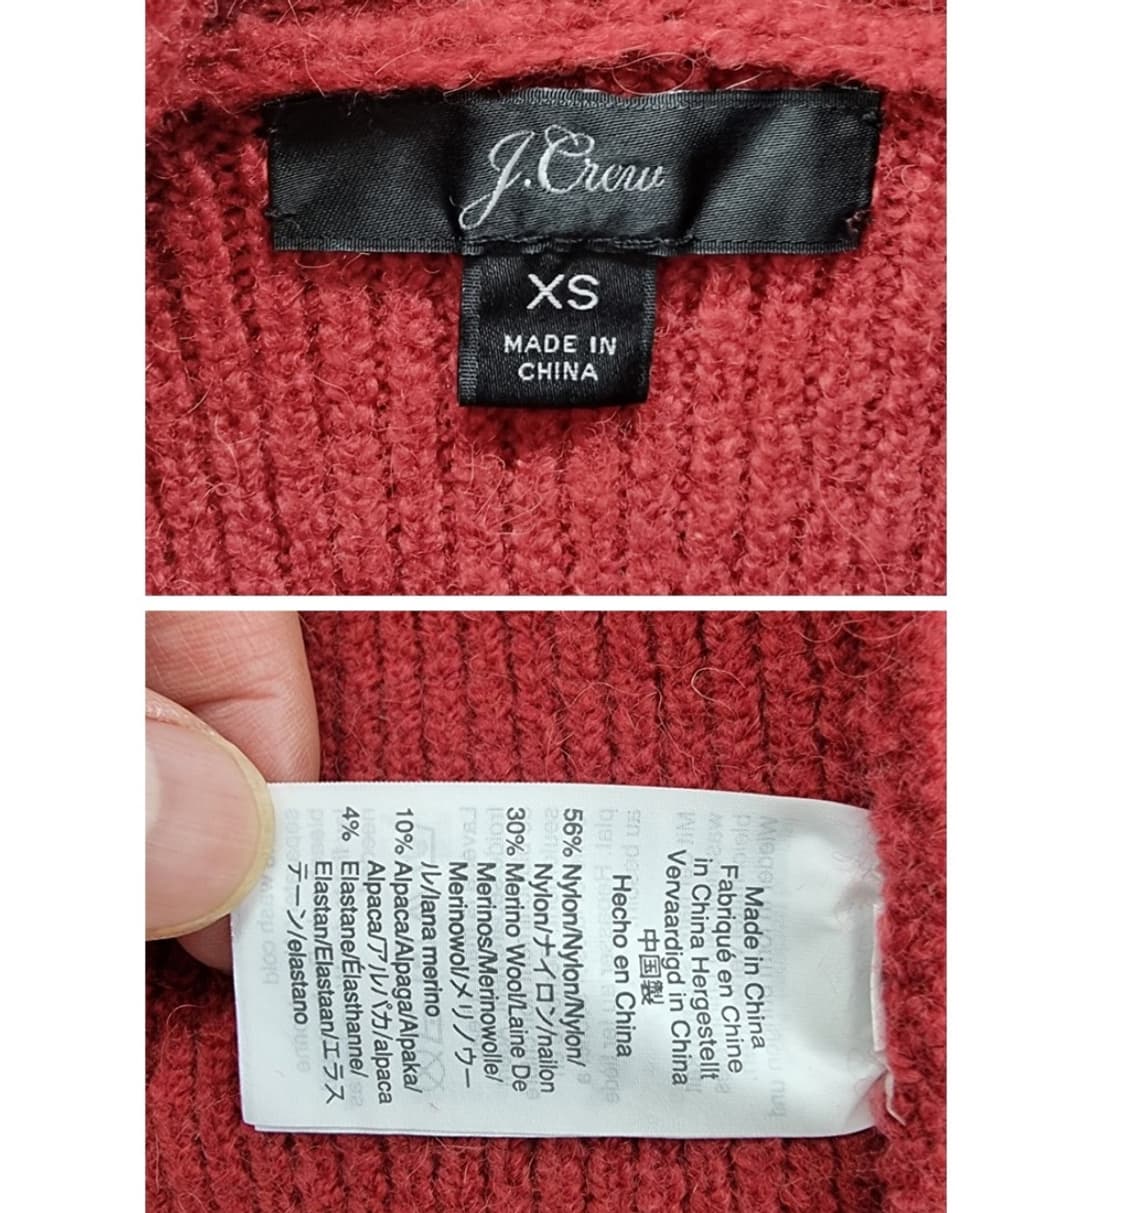 J.Crew
XS
MADE IN
CHINA
Made in China
Fabriqué en Chine
in China Hergestellt
Vervaardigd in China
中国製
Hecho en China
56% Nylon/Nylon/Nylon/
Nylon/ナイロン/nailon
30% Merino Wool/Laine De
Merinos/Merinowolle/
Merinowol/メリノウー
ル/lana merino
10% Alpaca/Alpaga/Alpaka/
Alpaca/アルパカ/alpaca
4% Elastane/Élasthanne/
Elastan/Elastaan/エラス
テーン/elastano